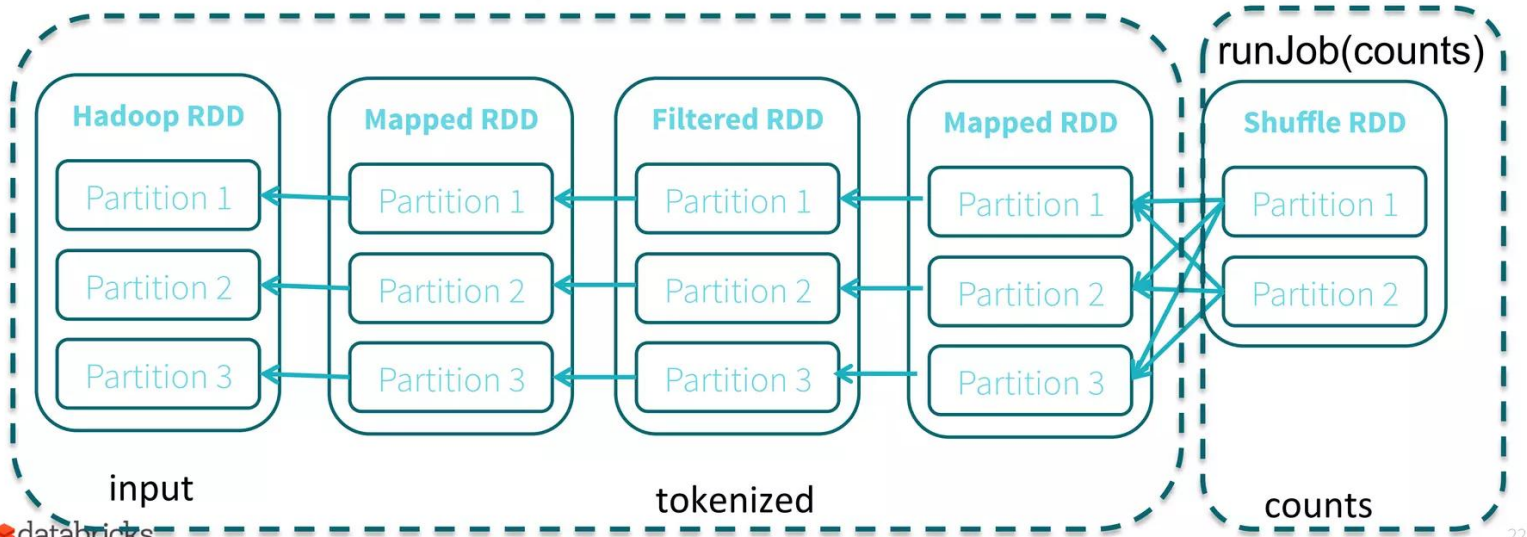 runJob(counts)
Hadoop RDD
Partition 1
Partition 2
Partition 3
Mapped RDD
Partition 1
Partition 2
Partition 3
Filtered RDD
Partition 1
Partition 2
Partition 3
Mapped RDD
Partition 1
Partition 2
Partition 3
Shuffle RDD
Partition 1
Partition 2
input
tokenized
counts
databricks
22